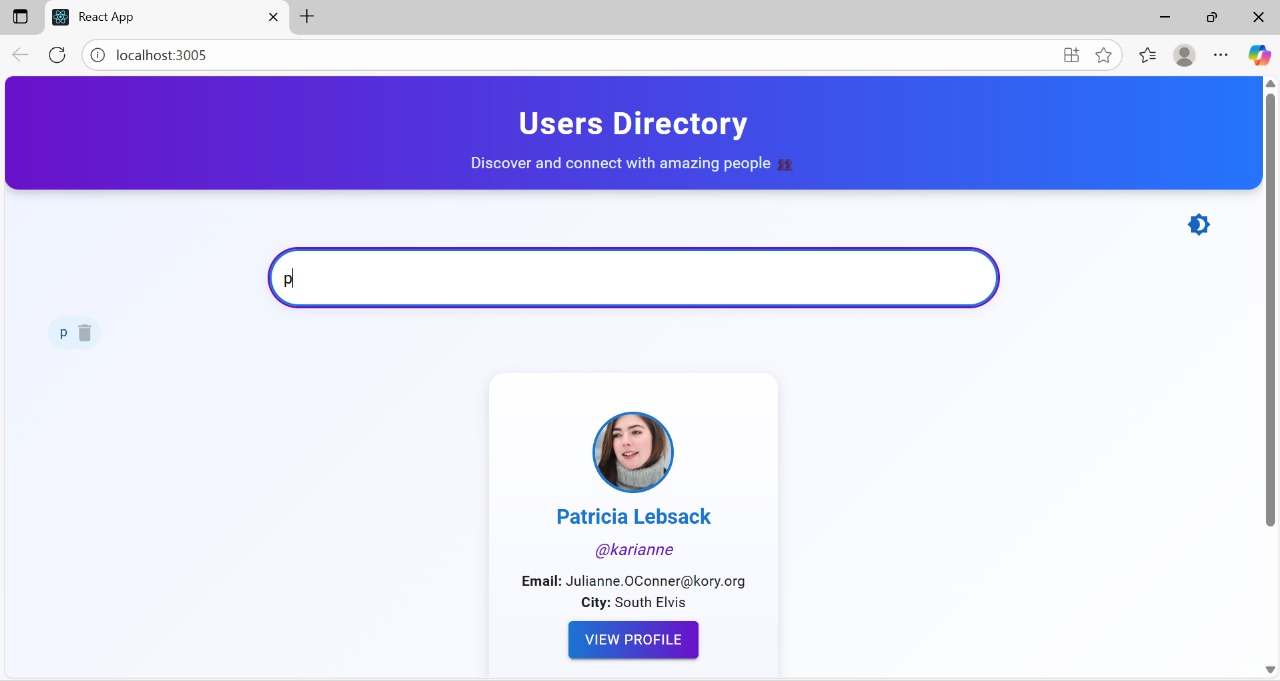 React App
localhost:3005
Users Directory
Discover and connect with amazing people 👥
p
p
Patricia Lebsack
@karianne
Email: Julianne.OConner@kory.org
City: South Elvis
VIEW PROFILE